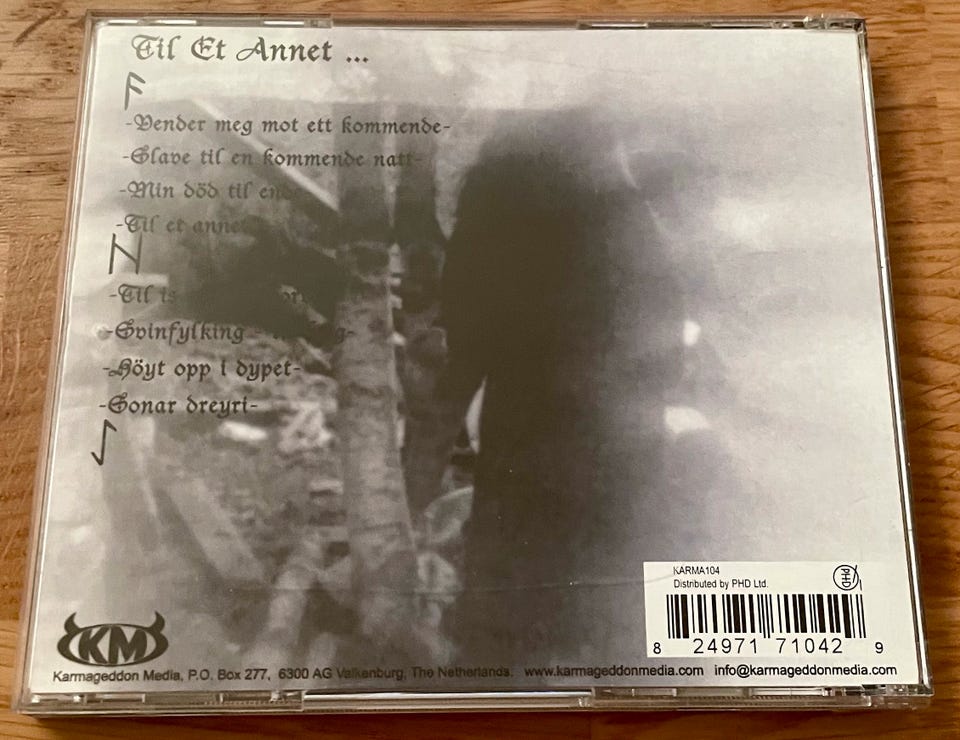 Til Et Annet ...
F
-Vender meg mot ett kommende-
-Slave til en kommende natt-
-Min död til
-Til et
N
-Til
-Svinfylking -
-Höyt opp i dypet-
-Sonar dreyri-
KARMA104
Distributed by PHD Ltd.
PHD
8 24971 71042 9
KM
Karmageddon Media, P.O. Box 277, 6300 AG Valkenburg, The Netherlands. www.karmageddonmedia.com info@karmageddonmedia.com